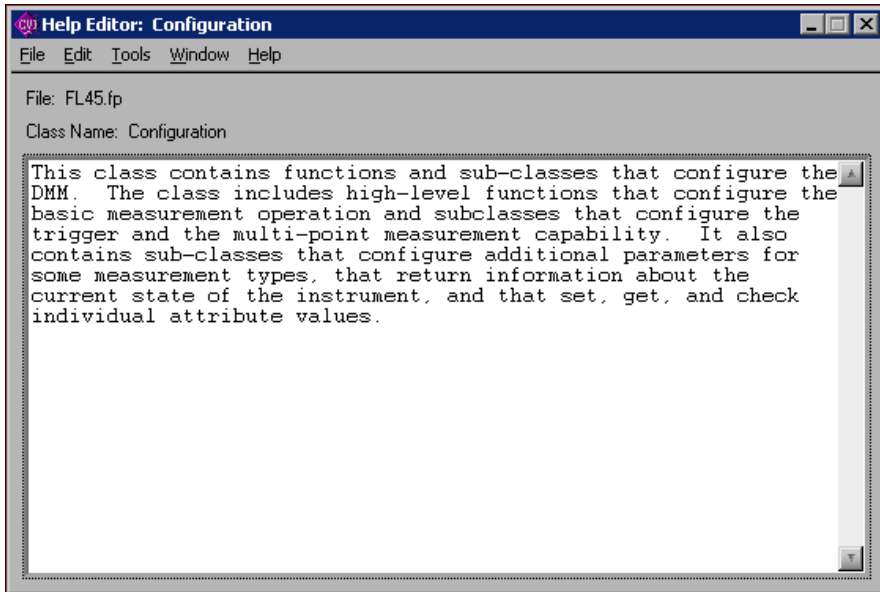 CVI Help Editor: Configuration
File Edit Tools Window Help
File: FL45.fp
Class Name: Configuration
This class contains functions and sub-classes that configure the
DMM.  The class includes high-level functions that configure the
basic measurement operation and subclasses that configure the
trigger and the multi-point measurement capability.  It also
contains sub-classes that configure additional parameters for
some measurement types, that return information about the
current state of the instrument, and that set, get, and check
individual attribute values.